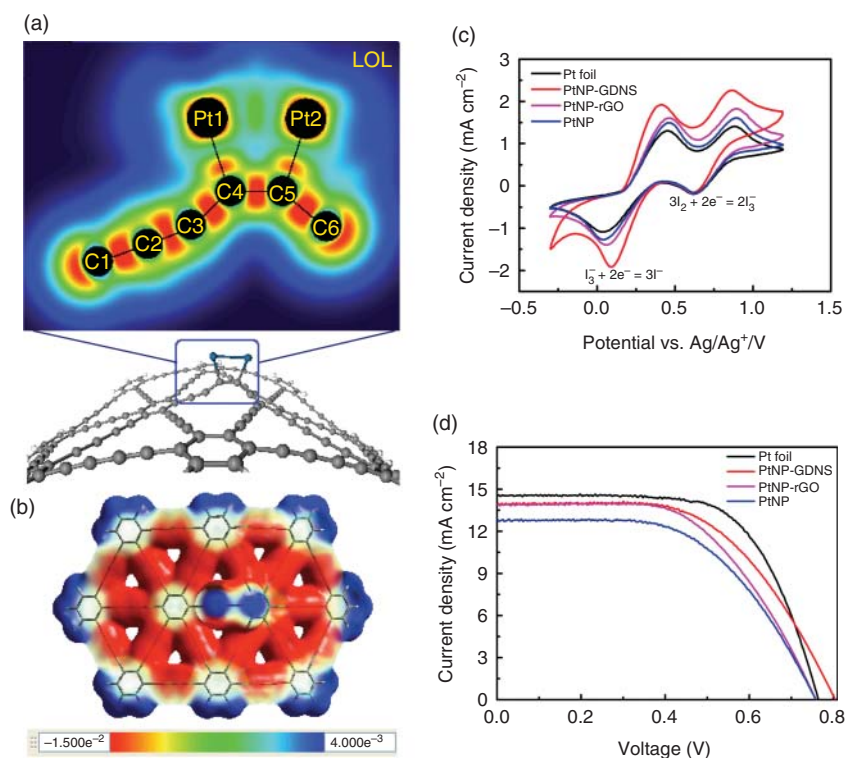 (a)
LOL
Pt1
Pt2
C4
C5
C3
C6
C2
C1
(b)
−1.500e⁻²
4.000e⁻³
(c)
3
2
1
0
−1
−2
Current density (mA cm⁻²)
Pt foil
PtNP-GDNS
PtNP-rGO
PtNP
3I₂ + 2e⁻ = 2I₃⁻
I₃⁻ + 2e⁻ = 3I⁻
−0.5 0.0 0.5 1.0 1.5
Potential vs. Ag/Ag⁺/V
(d)
18
15
12
9
6
3
0
Current density (mA cm⁻²)
Pt foil
PtNP-GDNS
PtNP-rGO
PtNP
0.0 0.2 0.4 0.6 0.8
Voltage (V)